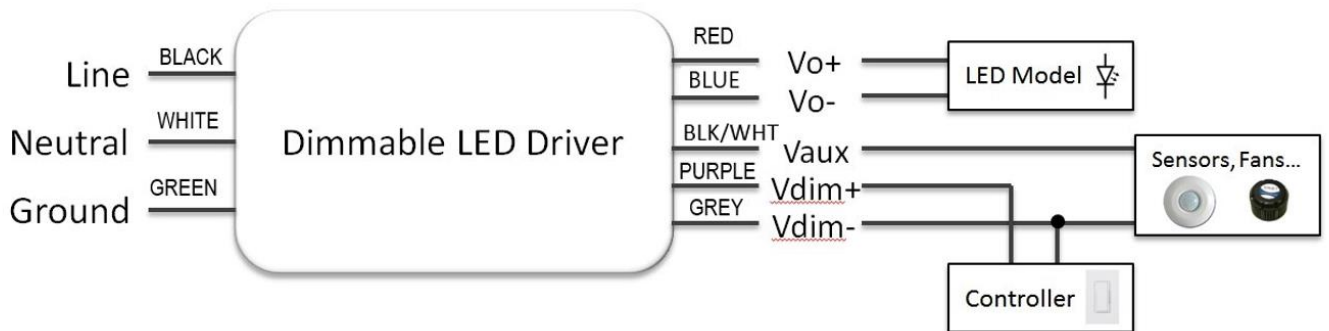 Line
BLACK
Neutral
WHITE
Ground
GREEN
Dimmable LED Driver
RED
Vo+
BLUE
Vo-
BLK/WHT
Vaux
PURPLE
Vdim+
GREY
Vdim-
LED Model
Sensors, Fans...
Controller